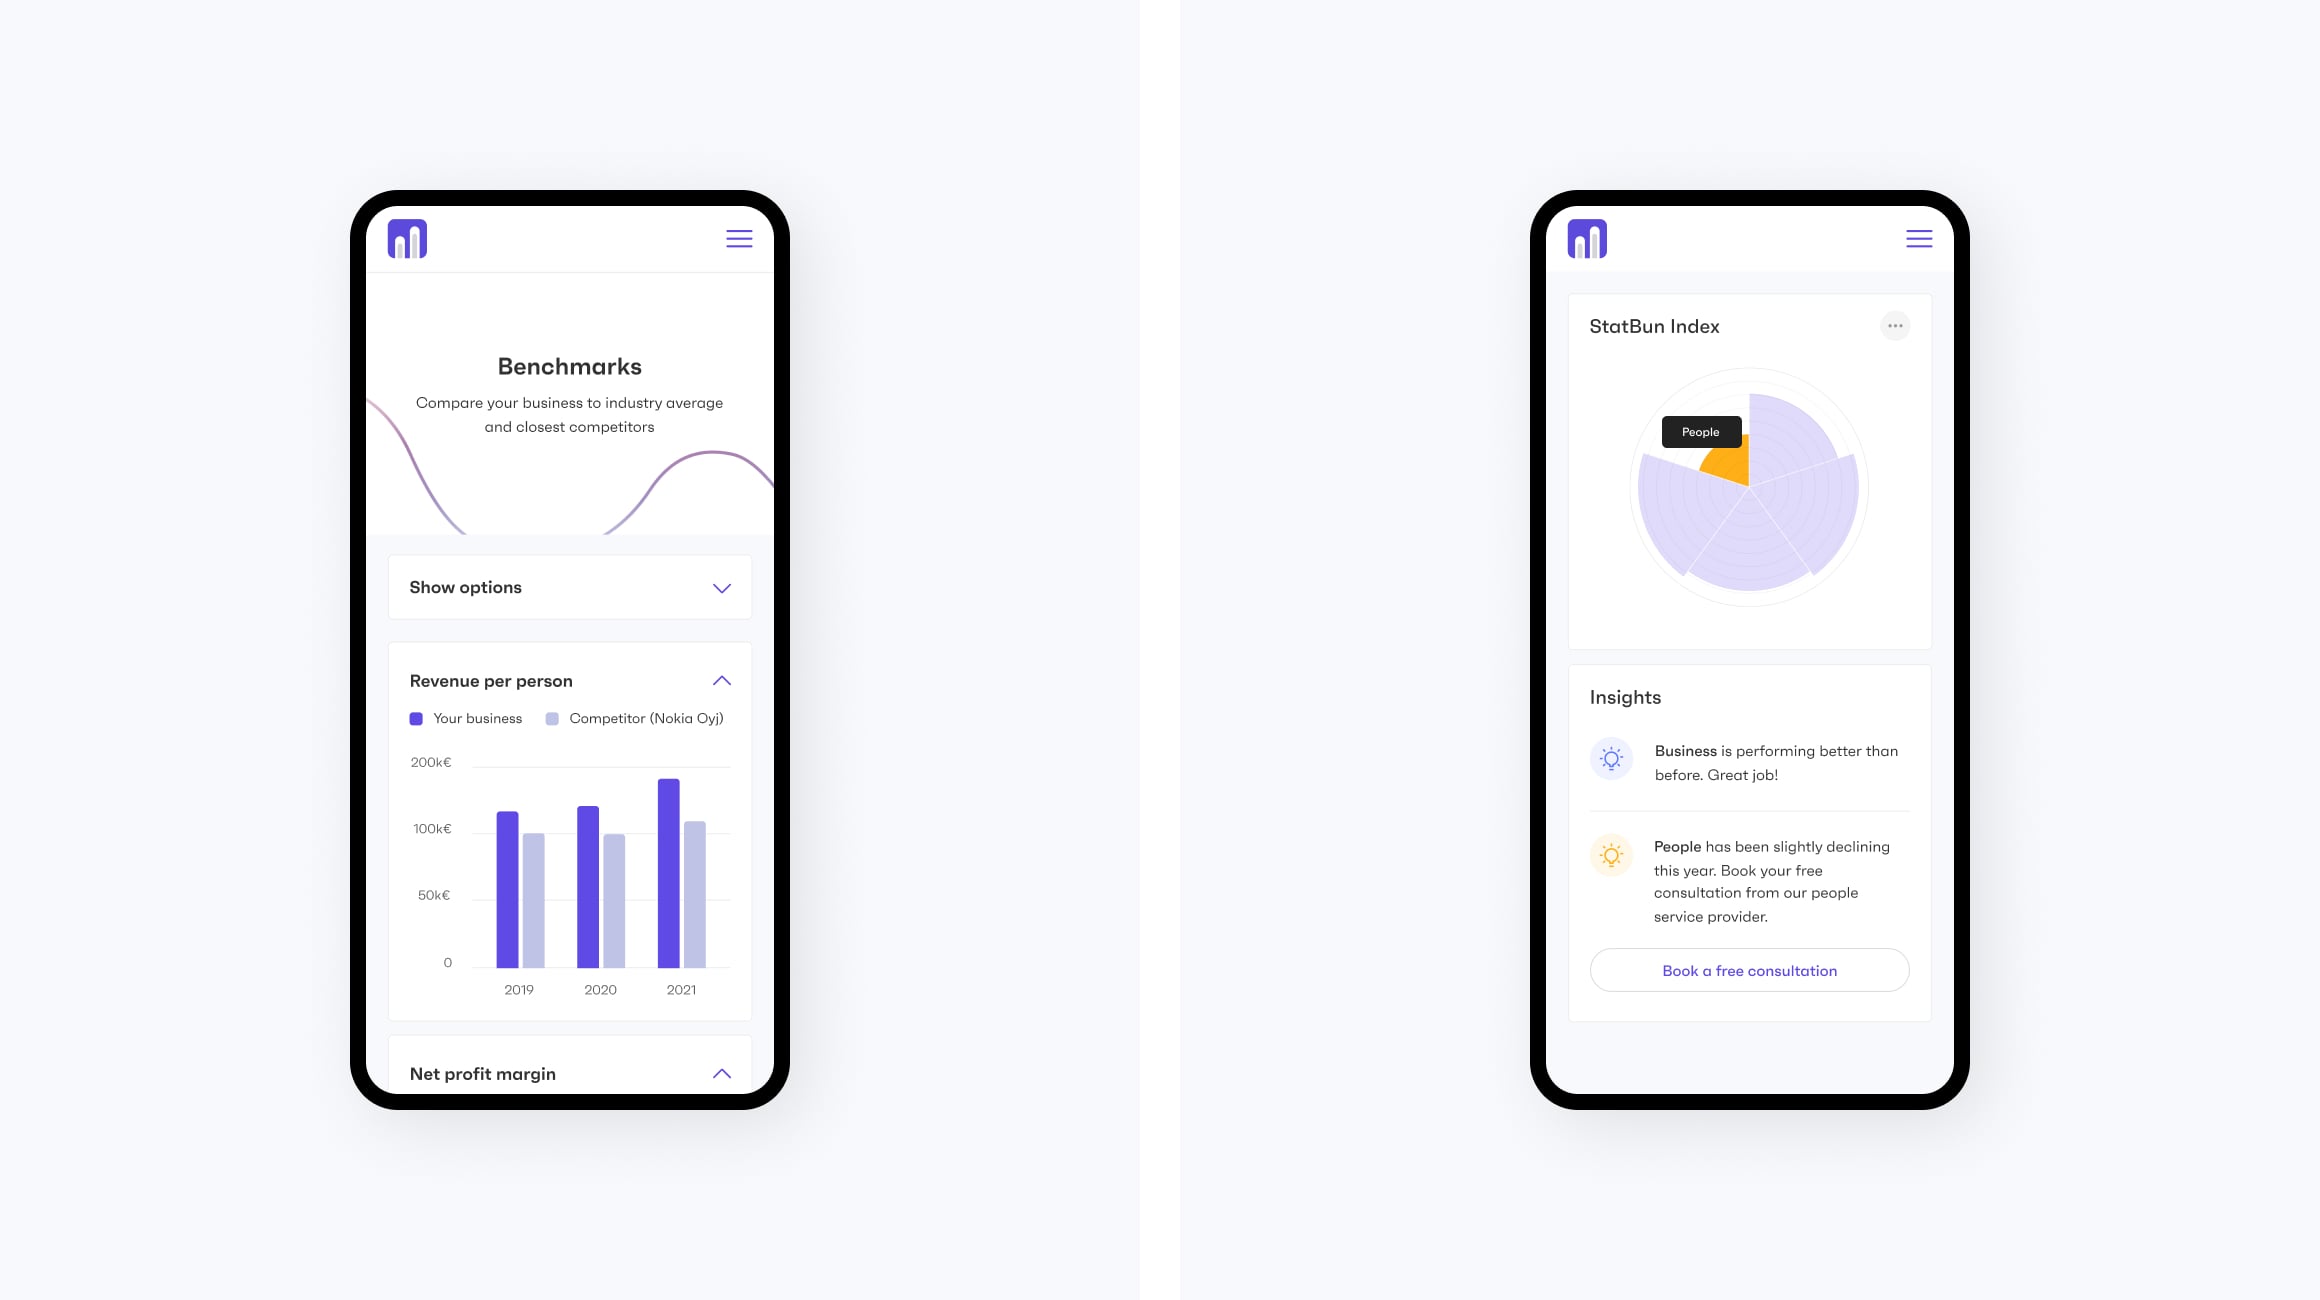 Benchmarks
Compare your business to industry average
and closest competitors
Show options
Revenue per person
Your business
Competitor (Nokia Oyj)
200k€
100k€
50k€
0
2019
2020
2021
Net profit margin
StatBun Index
People
Insights
Business is performing better than
before. Great job!
People has been slightly declining
this year. Book your free
consultation from our people
service provider.
Book a free consultation